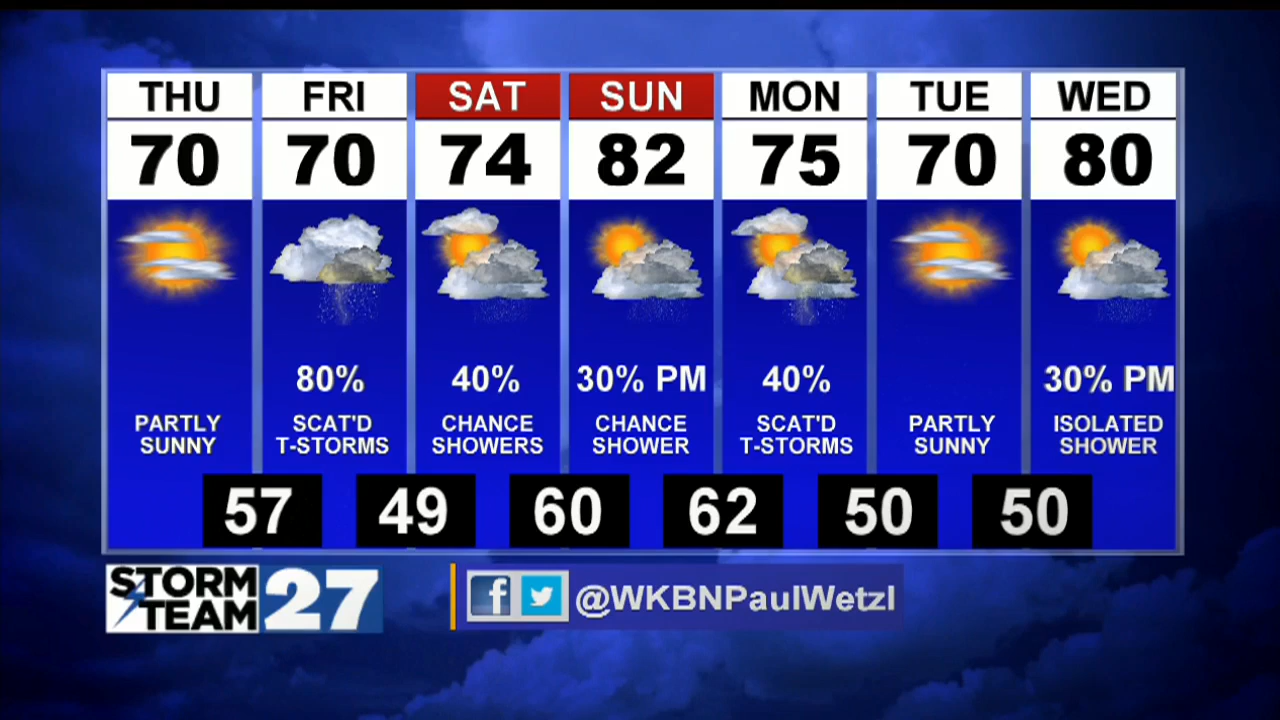 THU FRI SAT SUN MON TUE WED
70 70 74 82 75 70 80
80% 40% 30% PM 40% 30% PM
PARTLY SCAT'D CHANCE CHANCE SCAT'D PARTLY ISOLATED
SUNNY T-STORMS SHOWERS SHOWER T-STORMS SUNNY SHOWER
57 49 60 62 50 50
STORM
TEAM 27
f @WKBNPaulWetzl